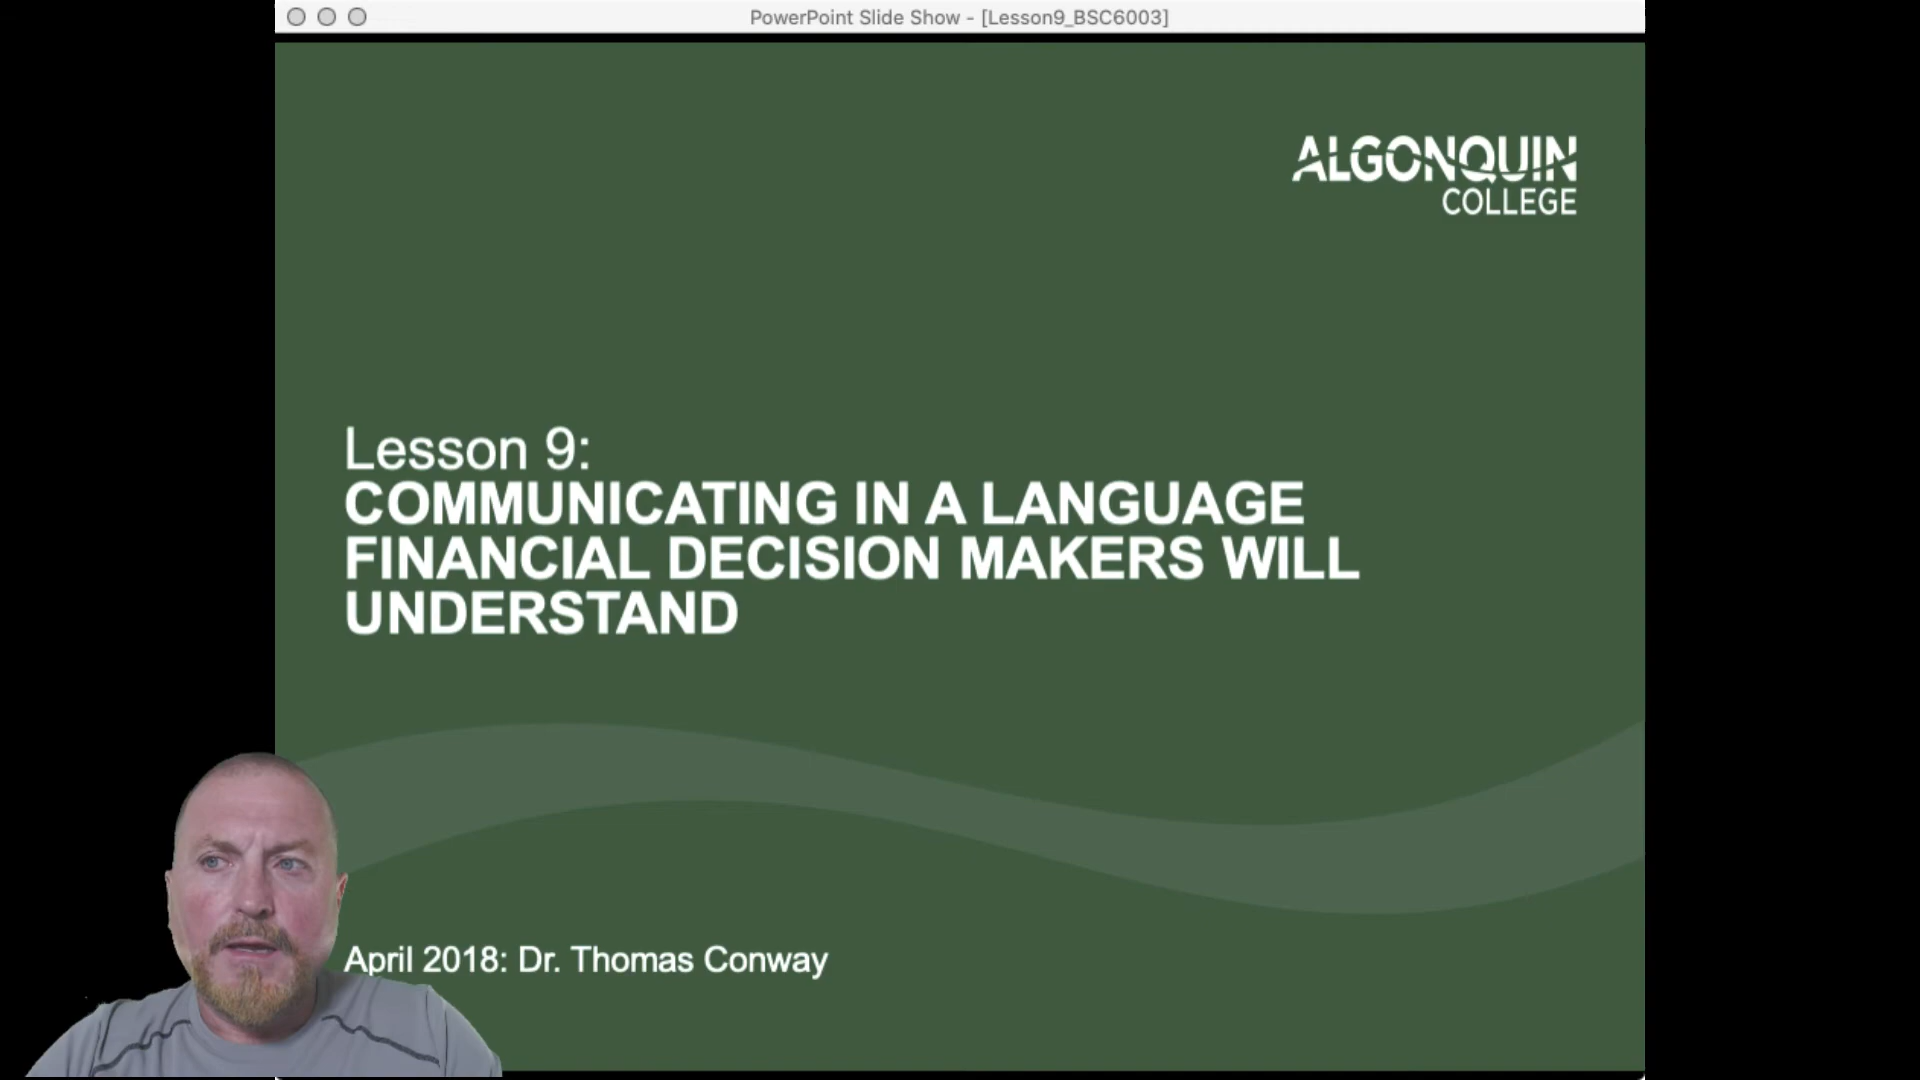 PowerPoint Slide Show - [Lesson9_BSC6003]
ALGONQUIN
COLLEGE
Lesson 9:
COMMUNICATING IN A LANGUAGE
FINANCIAL DECISION MAKERS WILL
UNDERSTAND
April 2018: Dr. Thomas Conway